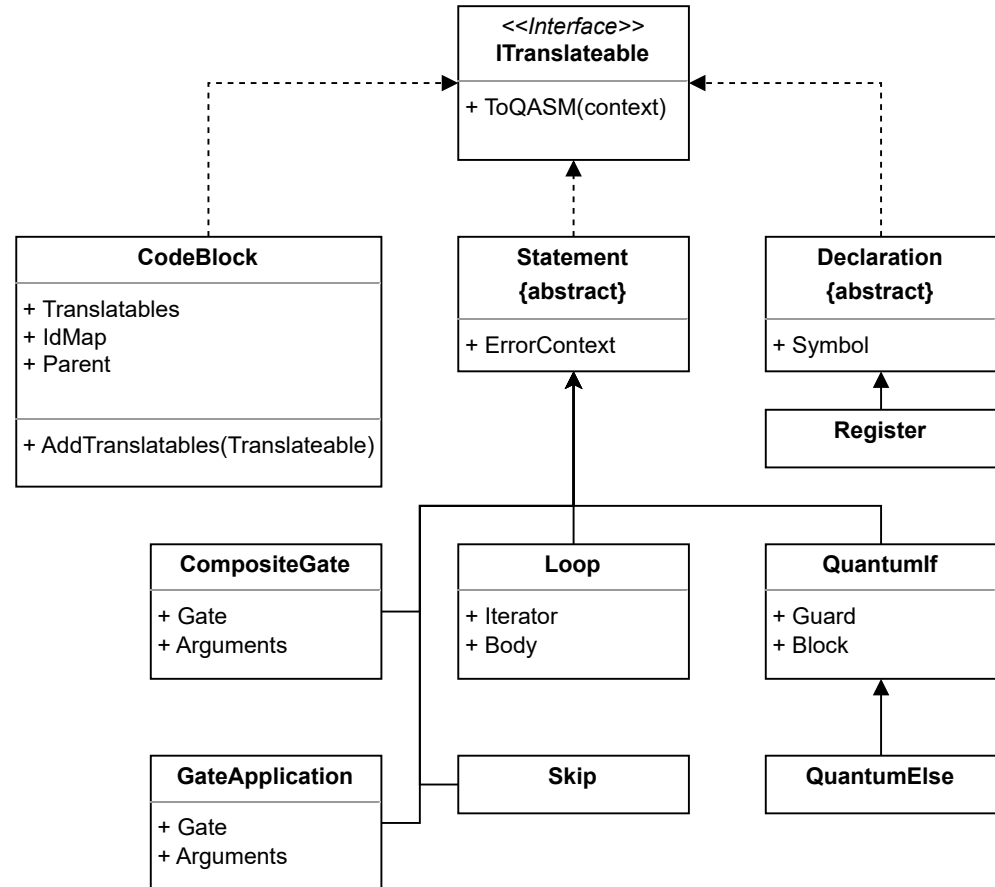 <<Interface>>
ITranslateable
+ ToQASM(context)
CodeBlock
+ Translatables
+ IdMap
+ Parent
+ AddTranslatables(Translateable)
Statement
{abstract}
+ ErrorContext
Declaration
{abstract}
+ Symbol
Register
CompositeGate
+ Gate
+ Arguments
Loop
+ Iterator
+ Body
QuantumIf
+ Guard
+ Block
GateApplication
+ Gate
+ Arguments
Skip
QuantumElse